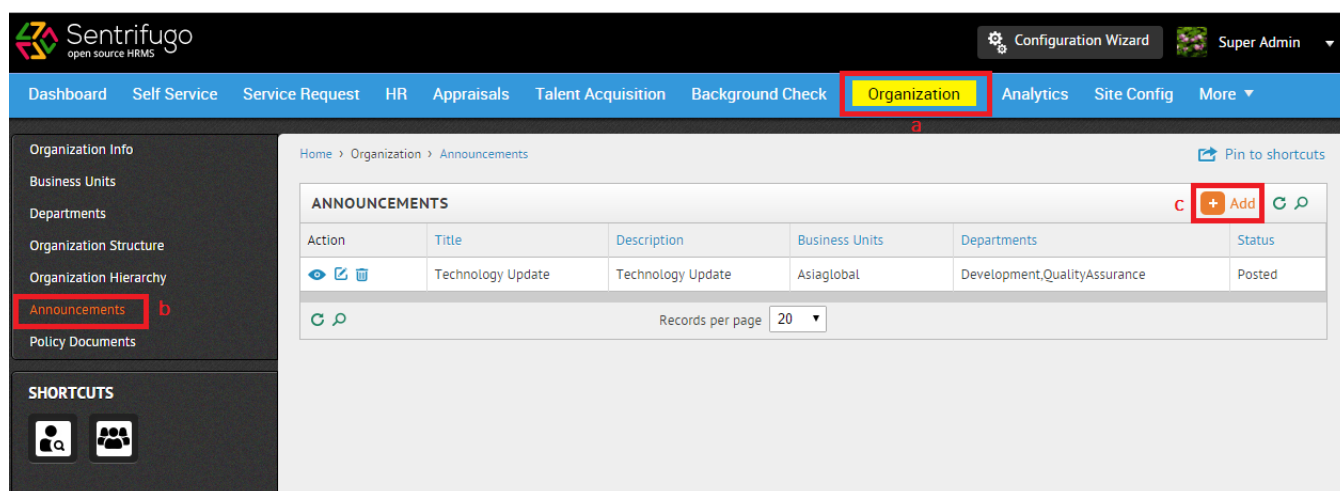 Sentrifugo
open source HRMS
Configuration Wizard
Super Admin
Dashboard Self Service Service Request HR Appraisals Talent Acquisition Background Check Organization Analytics Site Config More
a
Organization Info
Business Units
Departments
Organization Structure
Organization Hierarchy
Announcements b
Policy Documents
SHORTCUTS
Home › Organization › Announcements
Pin to shortcuts
ANNOUNCEMENTS
c + Add
Action Title Description Business Units Departments Status
Technology Update Technology Update Asiaglobal Development,QualityAssurance Posted
Records per page 20